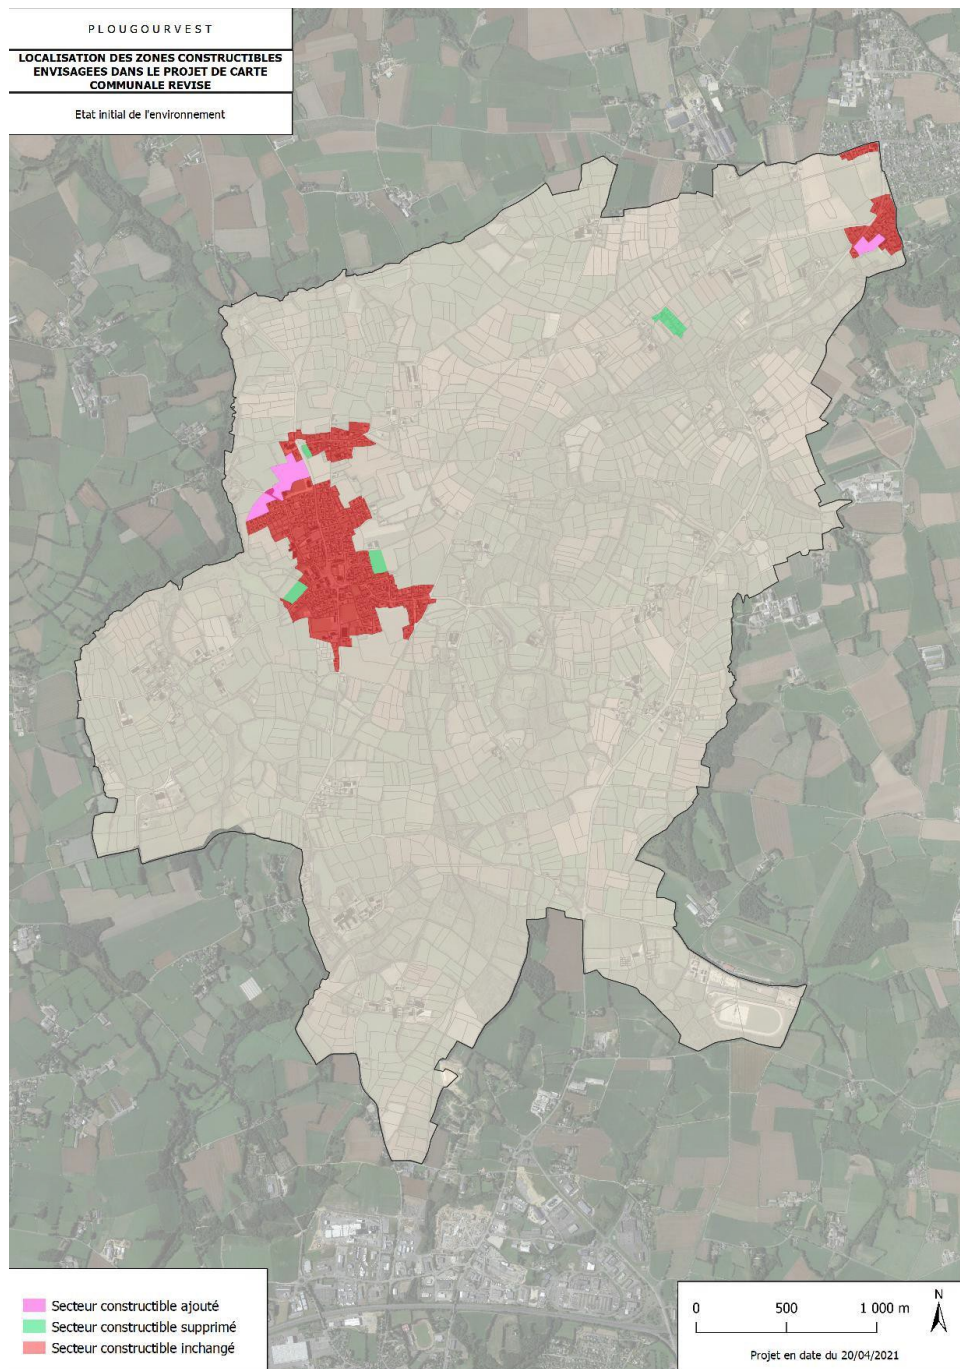 PLOUGOURVEST
LOCALISATION DES ZONES CONSTRUCTIBLES
ENVISAGEES DANS LE PROJET DE CARTE
COMMUNALE REVISE
Etat initial de l'environnement
Secteur constructible ajouté
Secteur constructible supprimé
Secteur constructible inchangé
0 500 1 000 m
N
Projet en date du 20/04/2021